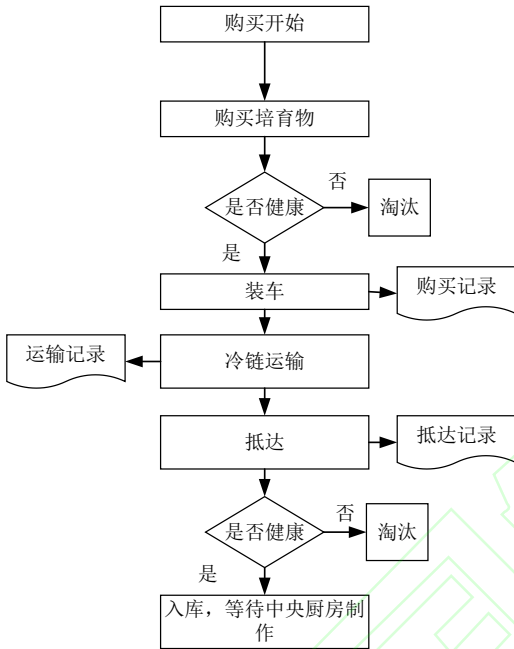 购买开始
购买培育物
是否健康
否
淘汰
是
装车
购买记录
运输记录
冷链运输
抵达
抵达记录
是否健康
否
淘汰
是
入库，等待中央厨房制
作